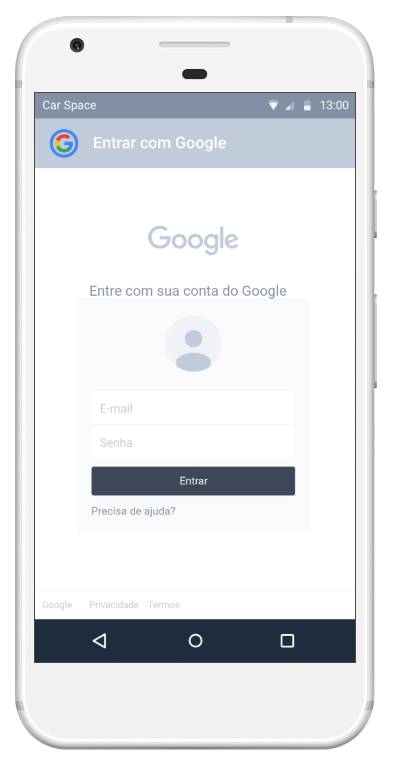 Car Space 13:00
Entrar com Google
Google
Entre com sua conta do Google
E-mail
Senha
Entrar
Precisa de ajuda?
Google Privacidade Termos